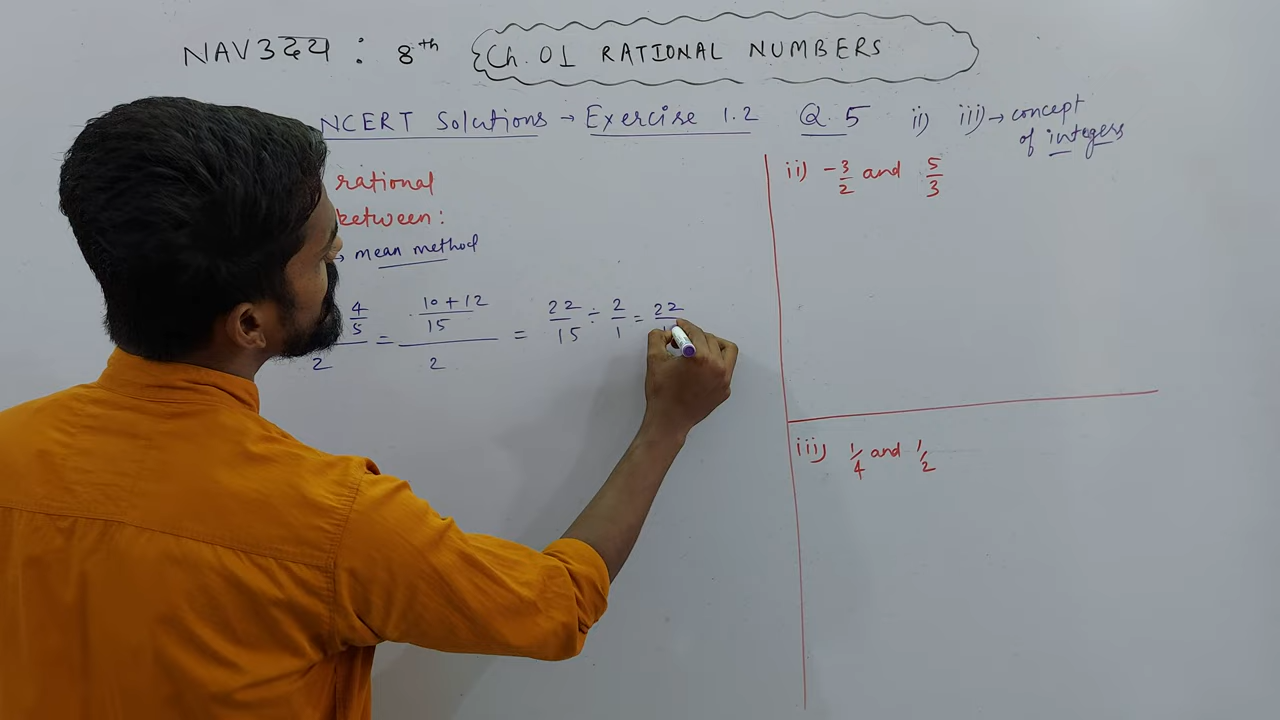 NAV3ਕਕਧ : 8th Ch. 01 RATIONAL NUMBERS
NCERT Solutions → Exercise 1.2 Q. 5 ii) iii) → concept
of integers
rational
between:
→ mean method
4/5 / 2 = (10 + 12)/15 / 2 = 22/15 ÷ 2/1 = 22/
ii) -3/2 and 5/3
iii) 1/4 and 1/2